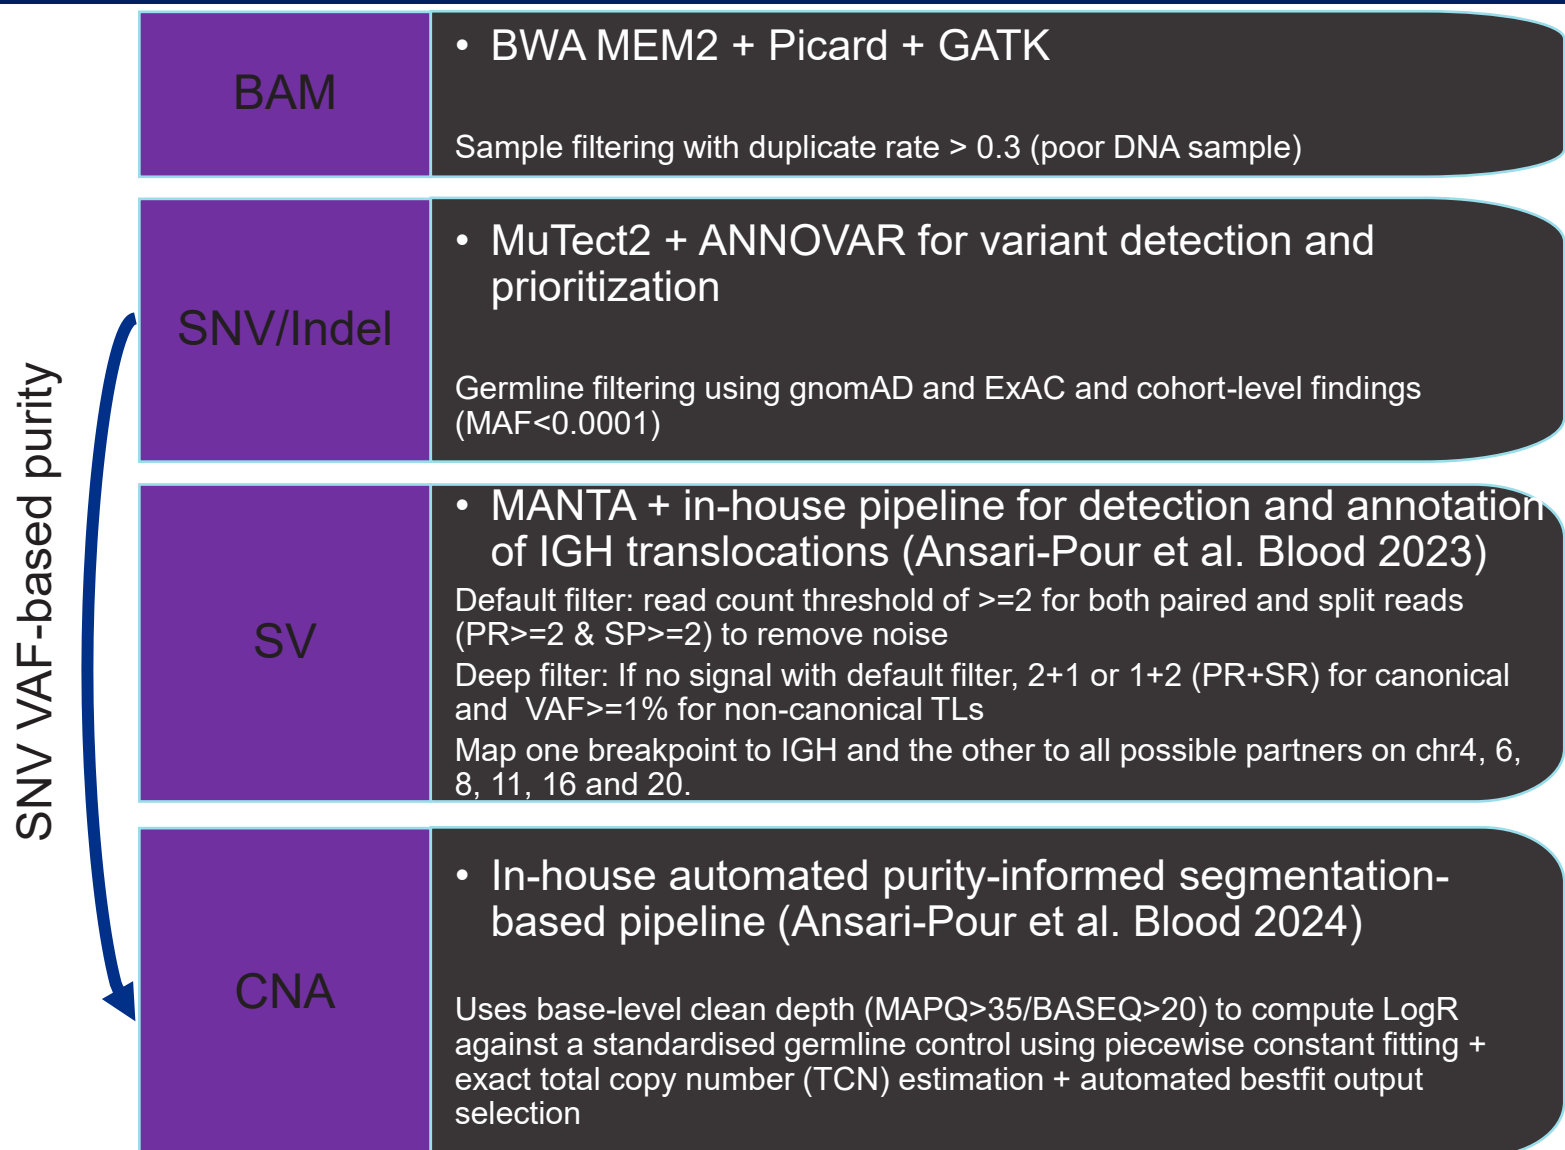 BAM
• BWA MEM2 + Picard + GATK
Sample filtering with duplicate rate > 0.3 (poor DNA sample)
SNV/Indel
• MuTect2 + ANNOVAR for variant detection and
prioritization
Germline filtering using gnomAD and ExAC and cohort-level findings
(MAF<0.0001)
SNV VAF-based purity
SV
• MANTA + in-house pipeline for detection and annotation
of IGH translocations (Ansari-Pour et al. Blood 2023)
Default filter: read count threshold of >=2 for both paired and split reads
(PR>=2 & SP>=2) to remove noise
Deep filter: If no signal with default filter, 2+1 or 1+2 (PR+SR) for canonical
and  VAF>=1% for non-canonical TLs
Map one breakpoint to IGH and the other to all possible partners on chr4, 6,
8, 11, 16 and 20.
CNA
• In-house automated purity-informed segmentation-
based pipeline (Ansari-Pour et al. Blood 2024)
Uses base-level clean depth (MAPQ>35/BASEQ>20) to compute LogR
against a standardised germline control using piecewise constant fitting +
exact total copy number (TCN) estimation + automated bestfit output
selection